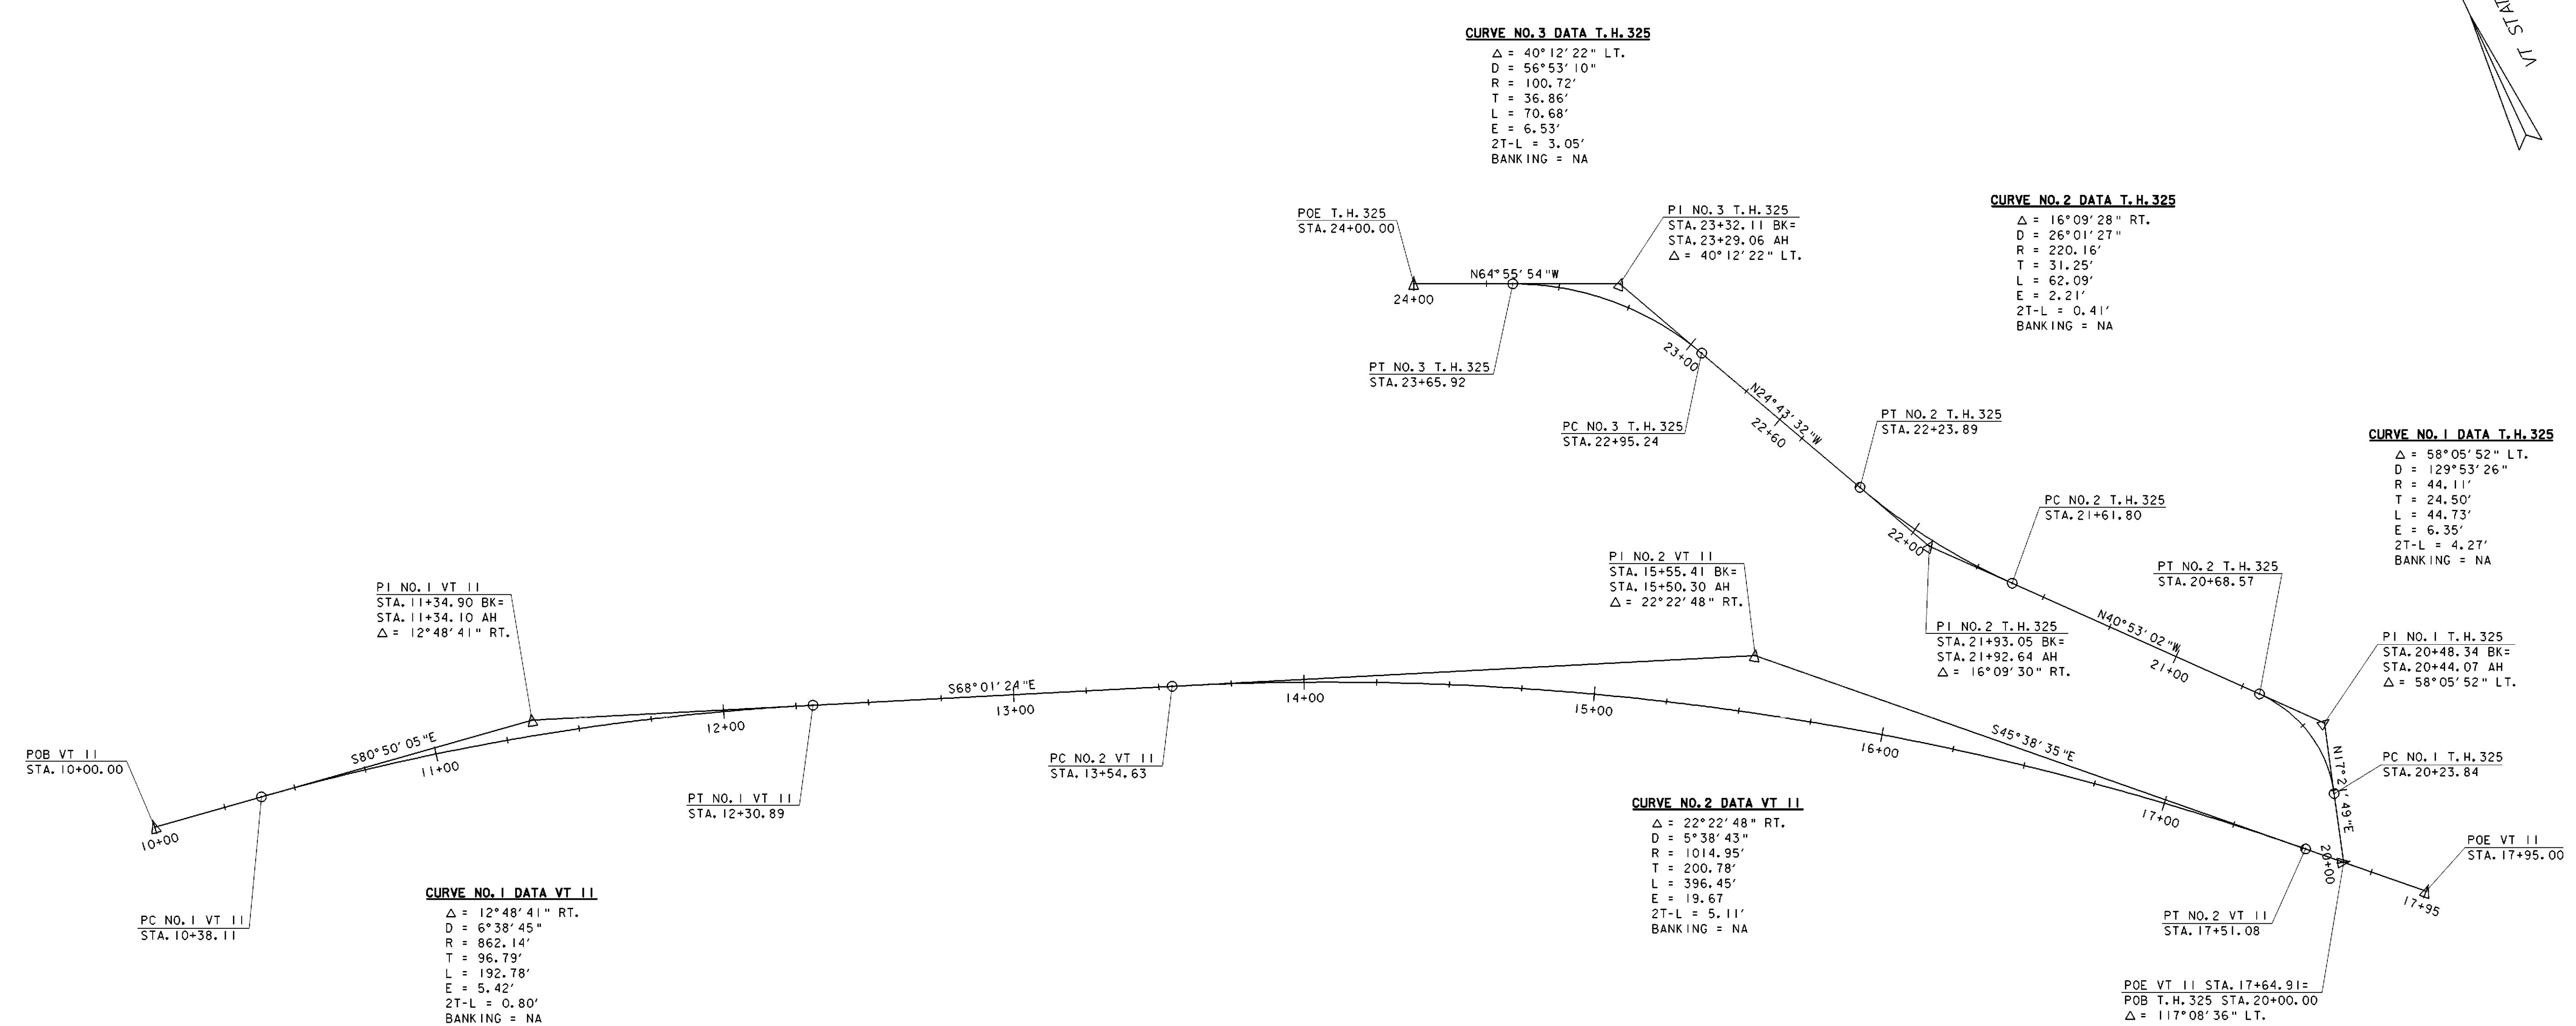 VT STAT
CURVE NO.3 DATA T.H.325
Δ = 40°12'22" LT.
D = 56°53'10"
R = 100.72'
T = 36.86'
L = 70.68'
E = 6.53'
2T-L = 3.05'
BANKING = NA
CURVE NO.2 DATA T.H.325
Δ = 16°09'28" RT.
D = 26°01'27"
R = 220.16'
T = 31.25'
L = 62.09'
E = 2.21'
2T-L = 0.41'
BANKING = NA
POE T.H.325
STA.24+00.00
PI NO.3 T.H.325
STA.23+32.11 BK=
STA.23+29.06 AH
Δ = 40°12'22" LT.
N64°55'54"W
24+00
PT NO.3 T.H.325
STA.23+65.92
23+00
PC NO.3 T.H.325
STA.22+95.24
N24°43'32"W
22+60
PT NO.2 T.H.325
STA.22+23.89
CURVE NO.1 DATA T.H.325
Δ = 58°05'52" LT.
D = 129°53'26"
R = 44.11'
T = 24.50'
L = 44.73'
E = 6.35'
2T-L = 4.27'
BANKING = NA
PC NO.2 T.H.325
STA.21+61.80
22+00
PT NO.2 T.H.325
STA.20+68.57
PI NO.2 VT 11
STA.15+55.41 BK=
STA.15+50.30 AH
Δ = 22°22'48" RT.
PI NO.1 VT 11
STA.11+34.90 BK=
STA.11+34.10 AH
Δ = 12°48'41" RT.
PI NO.2 T.H.325
STA.21+93.05 BK=
STA.21+92.64 AH
Δ = 16°09'30" RT.
N40°53'02"W
21+00
PI NO.1 T.H.325
STA.20+48.34 BK=
STA.20+44.07 AH
Δ = 58°05'52" LT.
S68°01'24"E
13+00
14+00
15+00
12+00
S80°50'05"E
11+00
POB VT 11
STA.10+00.00
10+00
PC NO.2 VT 11
STA.13+54.63
PT NO.1 VT 11
STA.12+30.89
S45°38'35"E
16+00
17+00
N17°21'49"E
PC NO.1 T.H.325
STA.20+23.84
CURVE NO.2 DATA VT 11
Δ = 22°22'48" RT.
D = 5°38'43"
R = 1014.95'
T = 200.78'
L = 396.45'
E = 19.67
2T-L = 5.11'
BANKING = NA
20+00
POE VT 11
STA.17+95.00
17+95
CURVE NO.1 DATA VT 11
Δ = 12°48'41" RT.
D = 6°38'45"
R = 862.14'
T = 96.79'
L = 192.78'
E = 5.42'
2T-L = 0.80'
BANKING = NA
PC NO.1 VT 11
STA.10+38.11
PT NO.2 VT 11
STA.17+51.08
POE VT 11 STA.17+64.91=
POB T.H.325 STA.20+00.00
Δ = 117°08'36" LT.